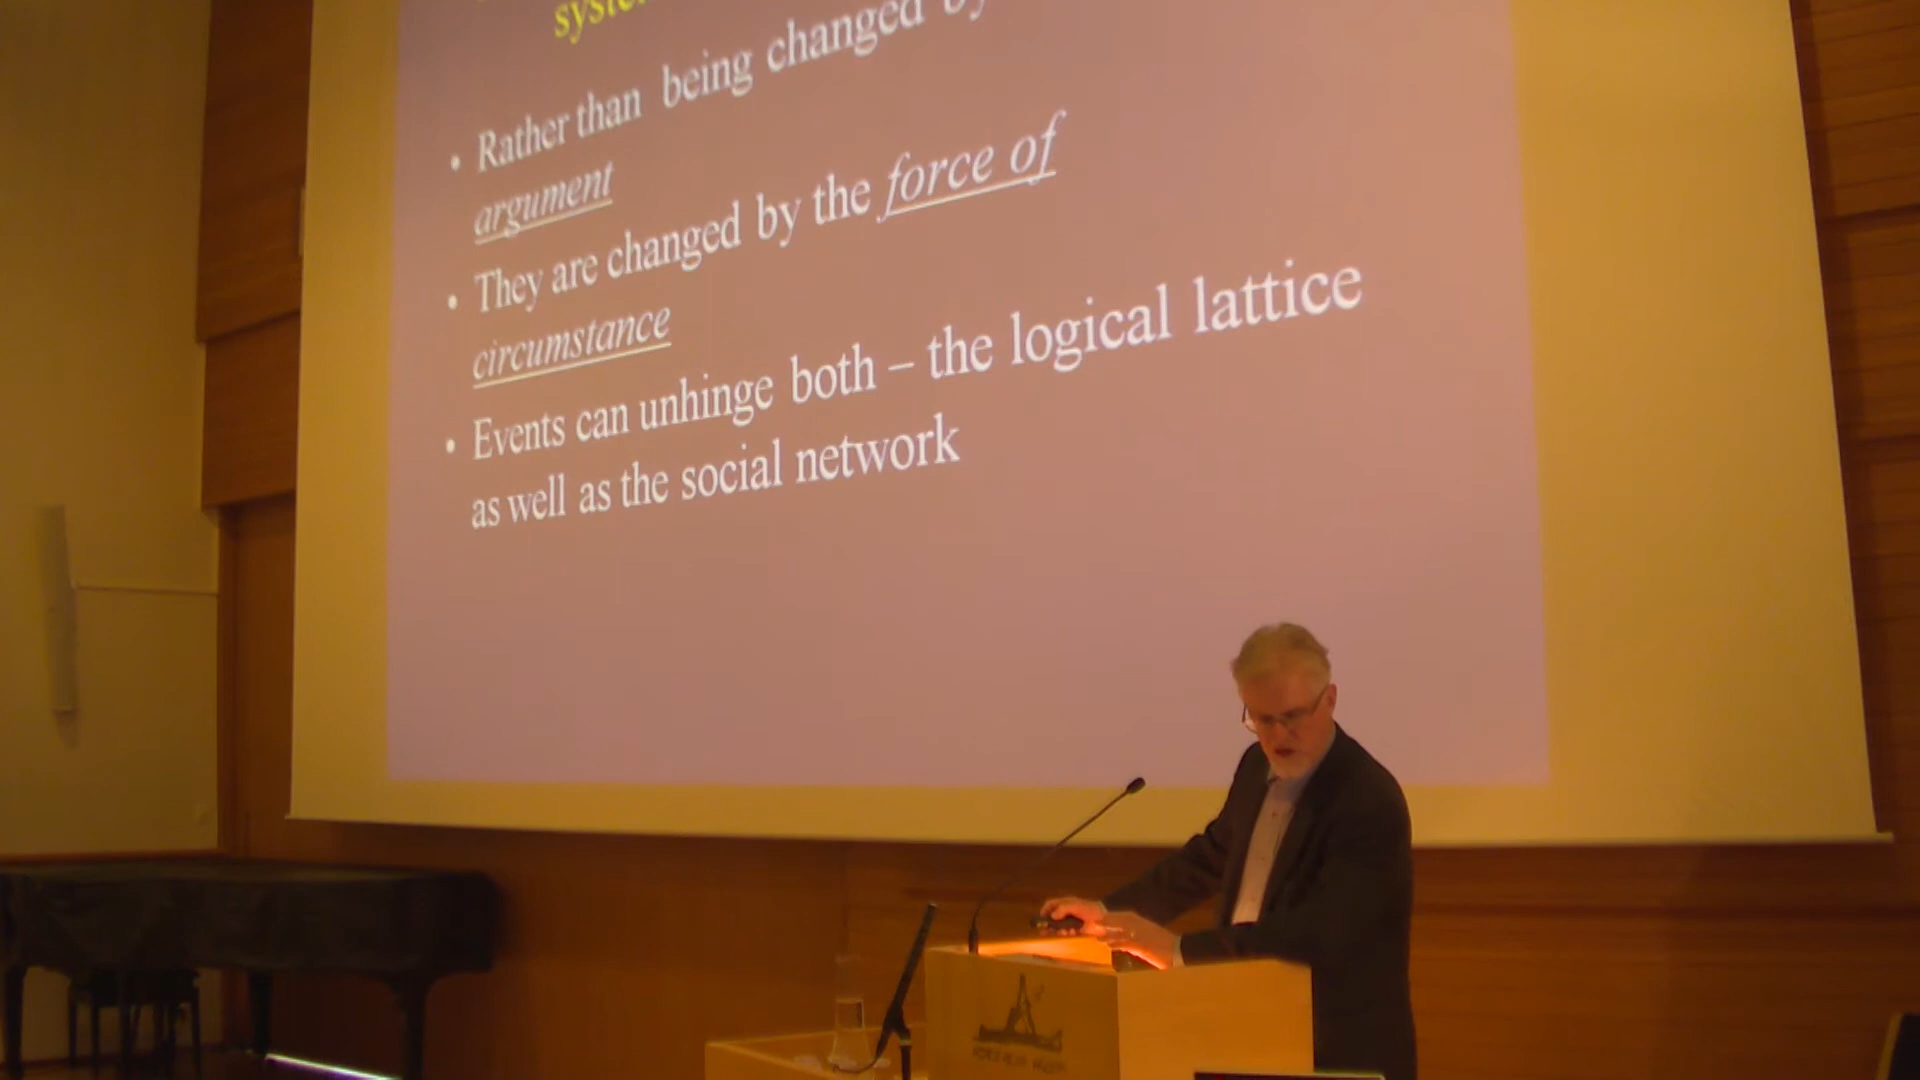 Rather than being changed by
argument
They are changed by the force of
circumstance
Events can unhinge both – the logical lattice
as well as the social network